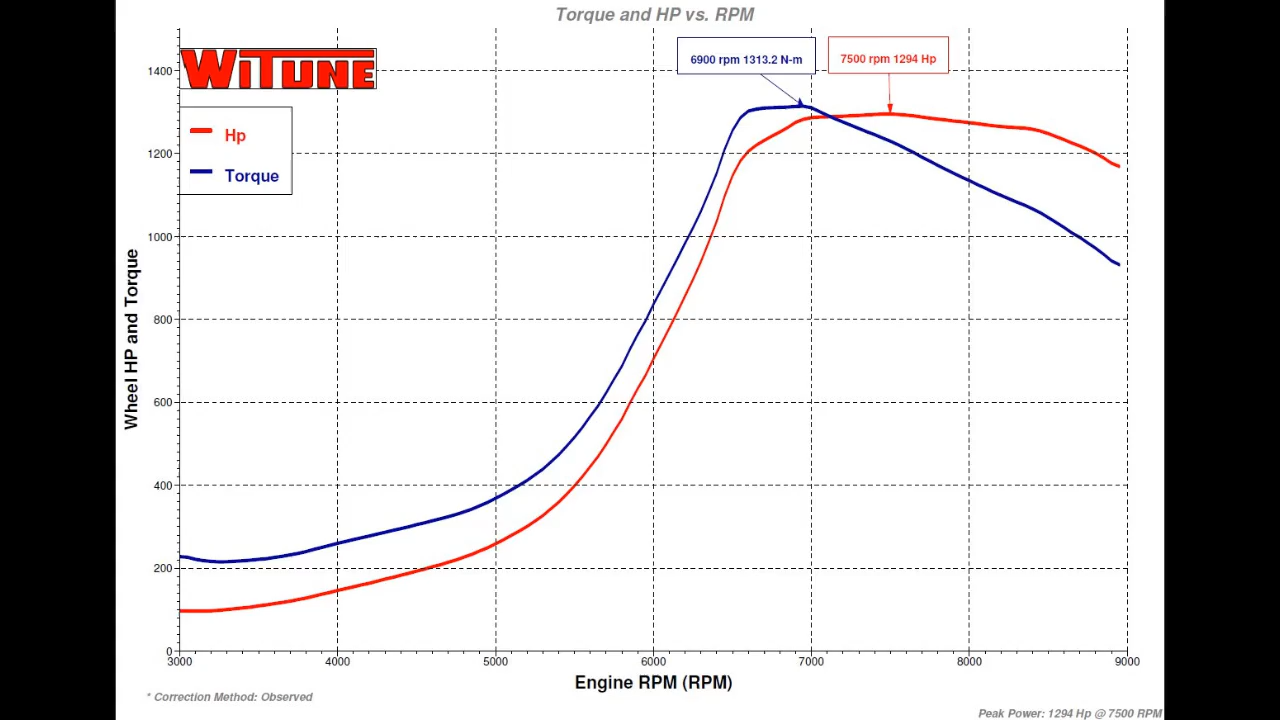 Torque and HP vs. RPM
WITUNE
Hp
Torque
6900 rpm 1313.2 N-m
7500 rpm 1294 Hp
Wheel HP and Torque
1400
1200
1000
800
600
400
200
0
3000 4000 5000 6000 7000 8000 9000
Engine RPM (RPM)
* Correction Method: Observed
Peak Power: 1294 Hp @ 7500 RPM